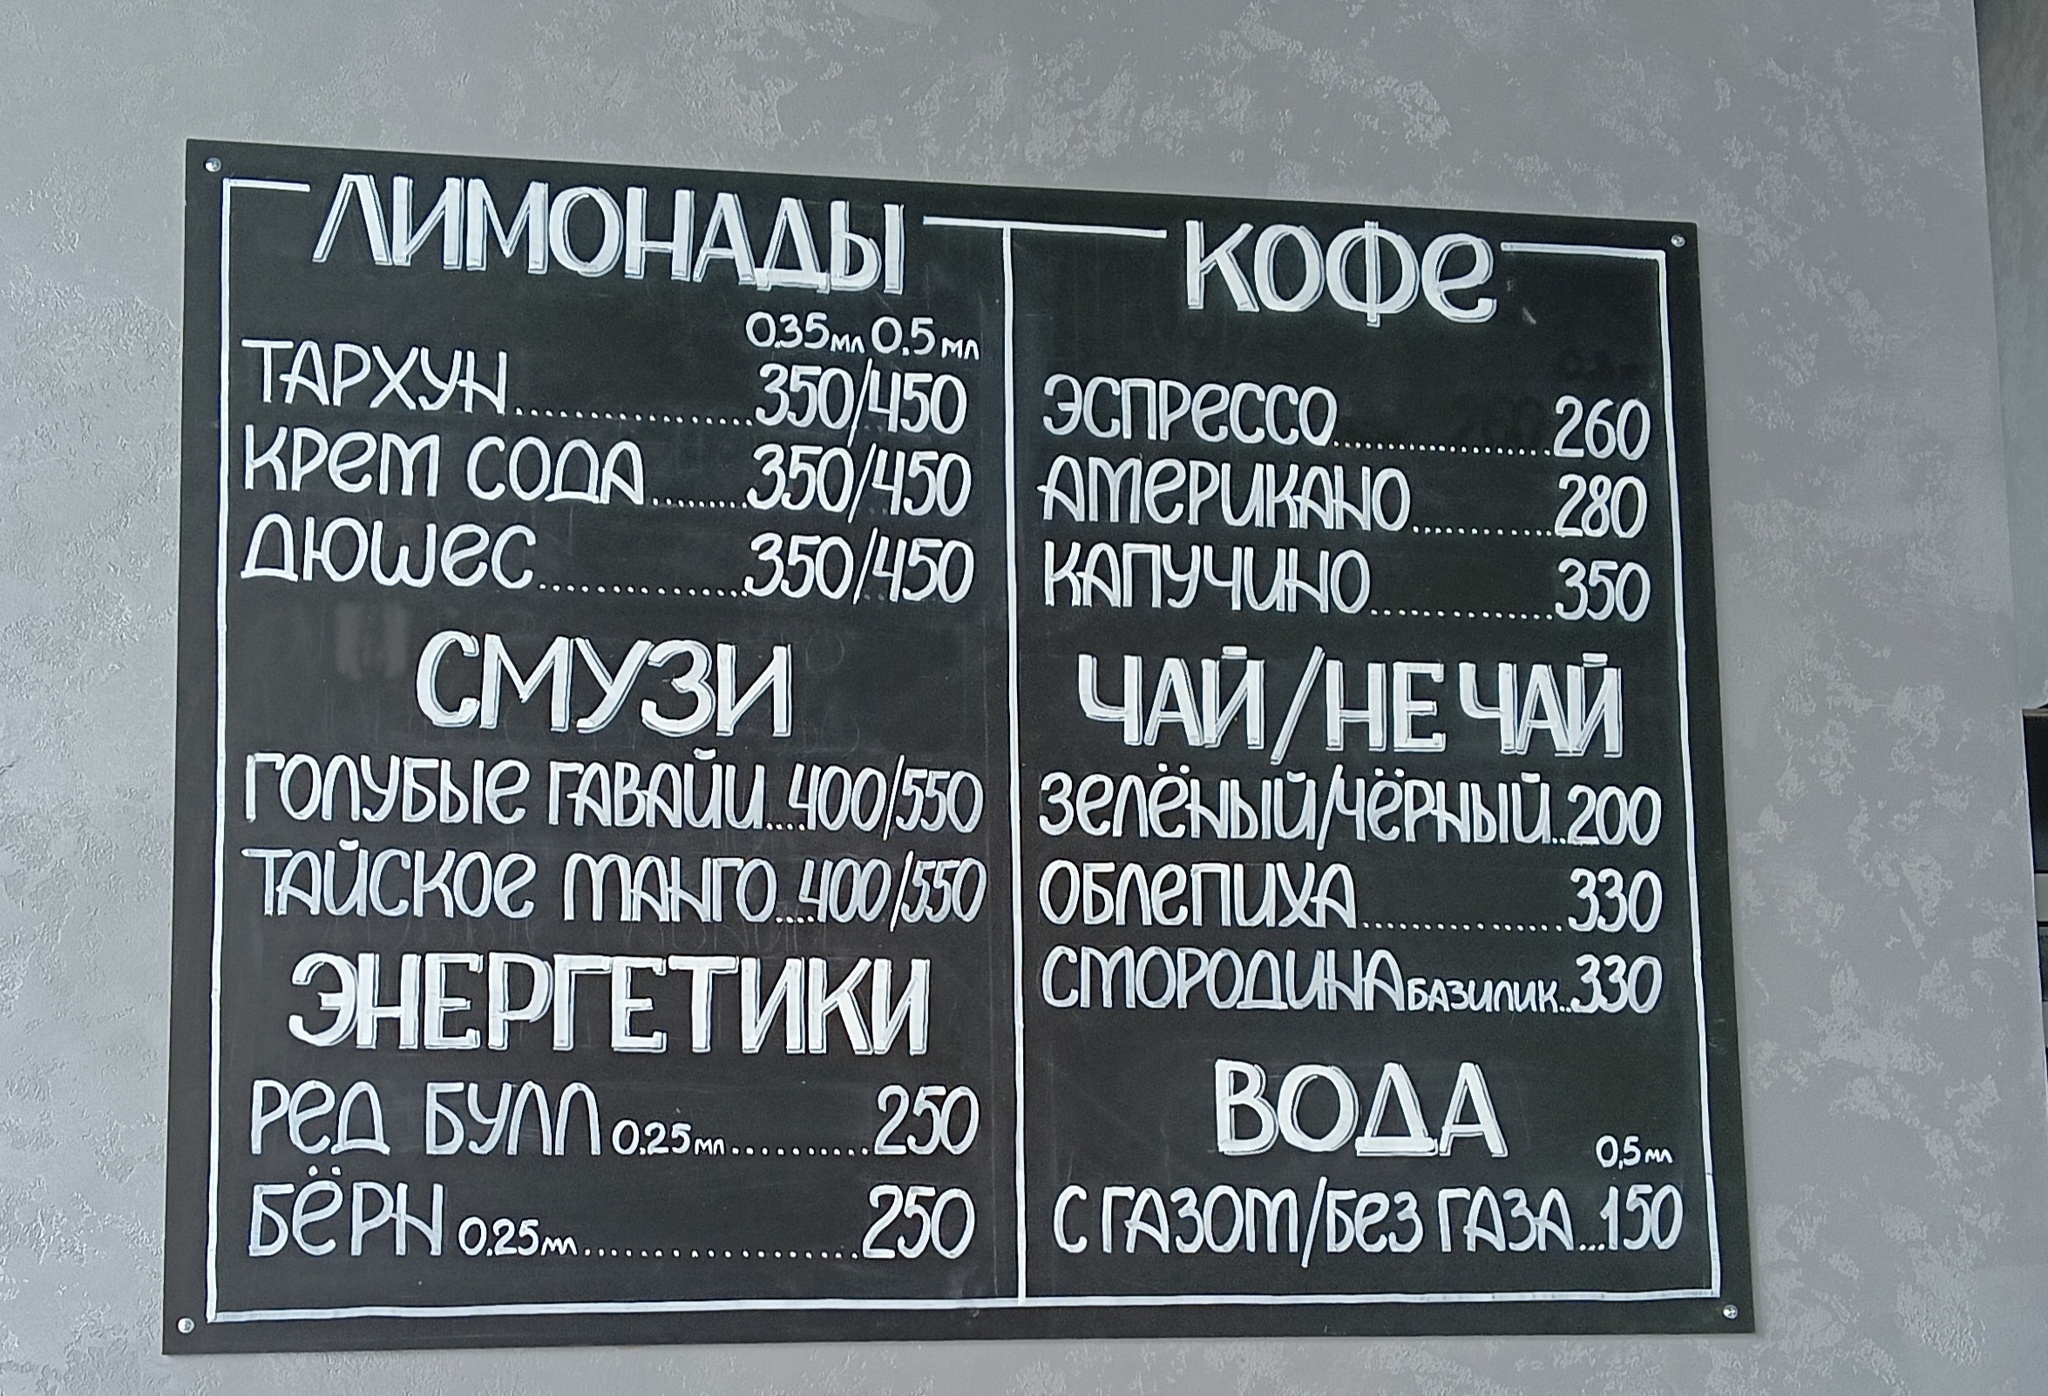 ЛИМОНАДЫ
0.35мл 0.5 мл
ТАРХУН..............350/450
КРЕМ СОДА.......350/450
ДЮШЕС..............350/450
СМУЗИ
ГОЛУБЫЕ ГАВАЙИ....400/550
ТАЙСКОЕ МАНГО....400/550
ЭНЕРГЕТИКИ
РЕД БУЛЛ 0.25мл..........250
БЁРН 0.25мл...................250
КОФЕ
ЭСПРЕССО...............260
АМЕРИКАНО..........280
КАПУЧИНО............350
ЧАЙ/НЕ ЧАЙ
ЗЕЛЁНЫЙ/ЧЁРНЫЙ..200
ОБЛЕПИХА..............330
СМОРОДИНА БАЗИЛИК..330
ВОДА
0,5мл
С ГАЗОМ/БЕЗ ГАЗА...150